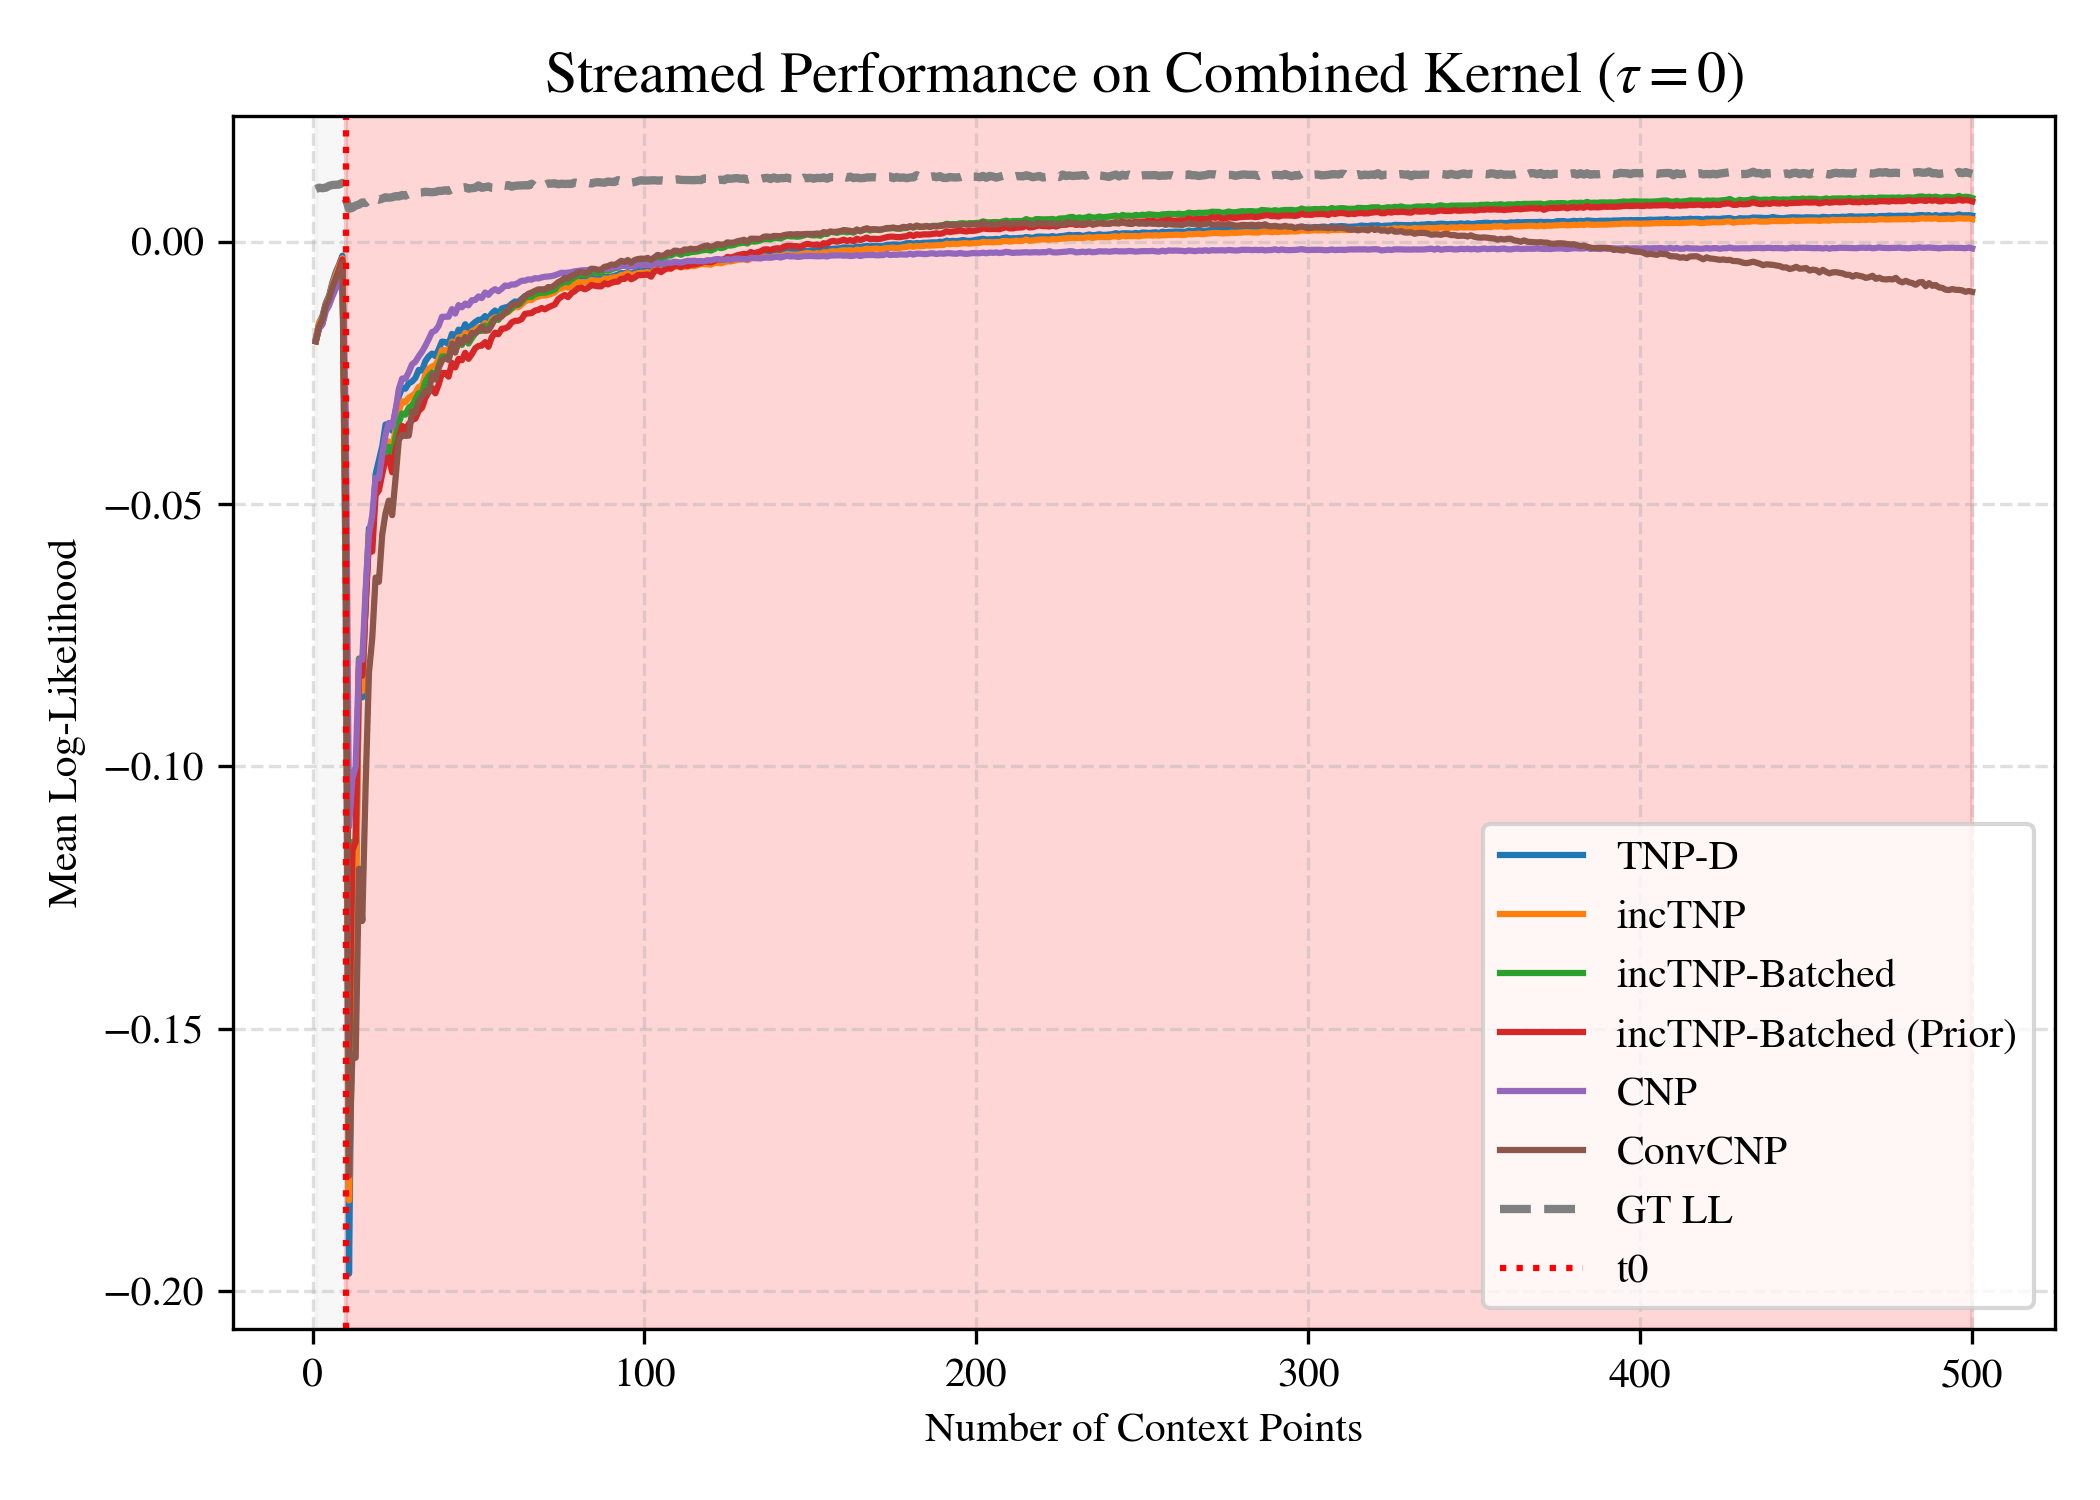 Streamed Performance on Combined Kernel (τ = 0)
Mean Log-Likelihood
0.00
−0.05
−0.10
−0.15
−0.20
0
100
200
300
400
500
Number of Context Points
TNP-D
incTNP
incTNP-Batched
incTNP-Batched (Prior)
CNP
ConvCNP
GT LL
t0